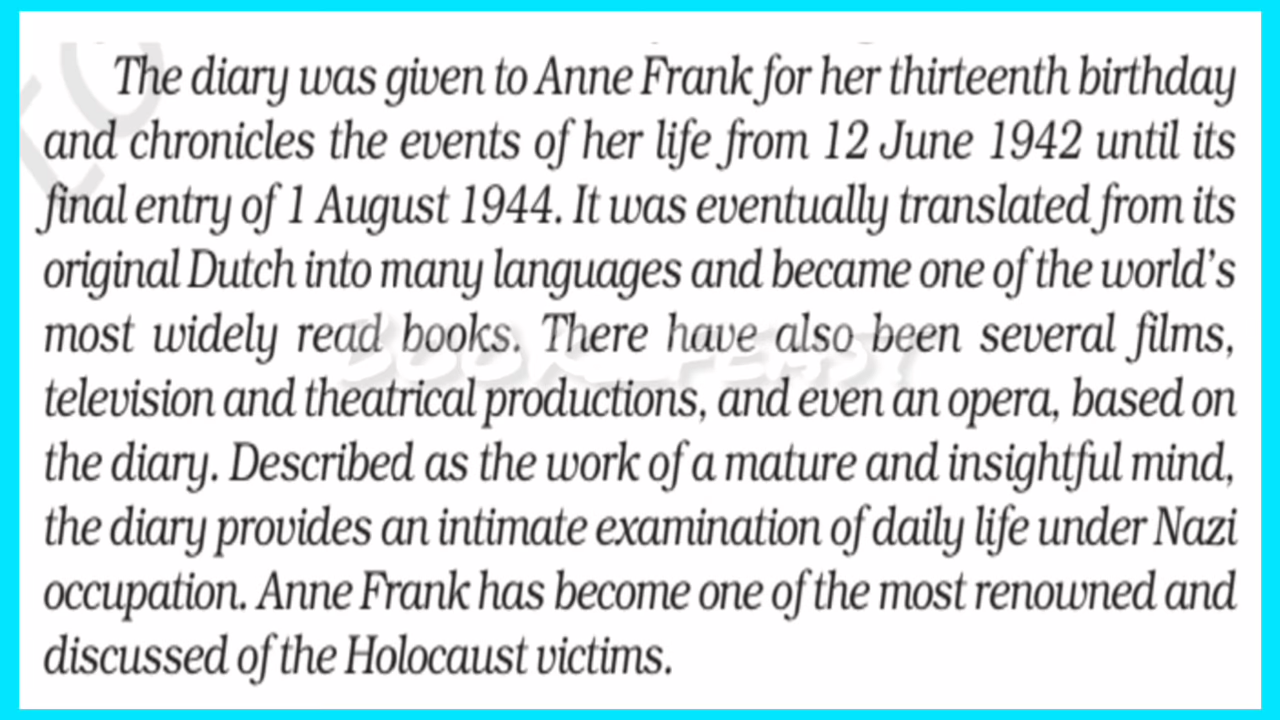 The diary was given to Anne Frank for her thirteenth birthday
and chronicles the events of her life from 12 June 1942 until its
final entry of 1 August 1944. It was eventually translated from its
original Dutch into many languages and became one of the world's
most widely read books. There have also been several films,
television and theatrical productions, and even an opera, based on
the diary. Described as the work of a mature and insightful mind,
the diary provides an intimate examination of daily life under Nazi
occupation. Anne Frank has become one of the most renowned and
discussed of the Holocaust victims.